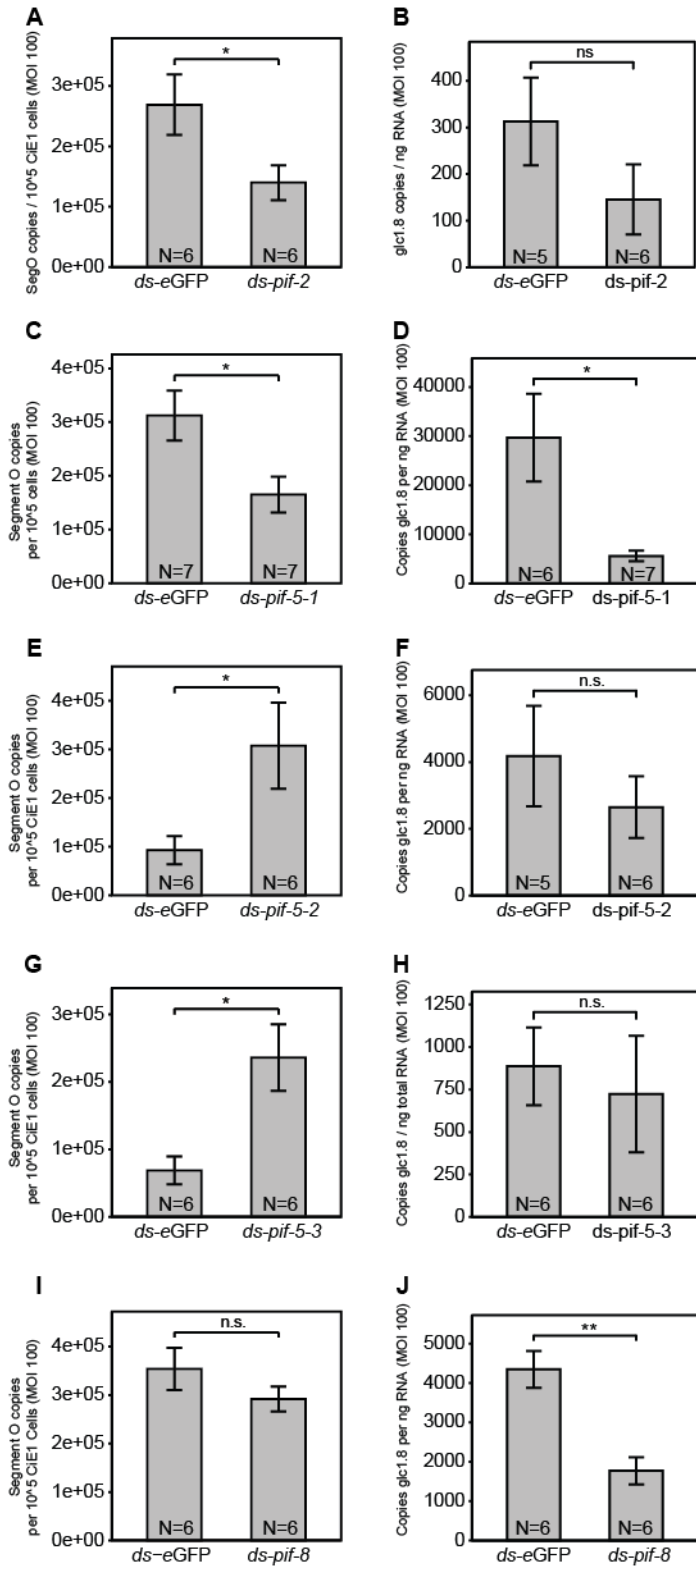 A
SegO copies / 10^5 CiE1 cells (MOI 100)
3e+05
2e+05
1e+05
0e+00
*
N=6 N=6
ds-eGFP ds-pif-2
B
glc1.8 copies / ng RNA (MOI 100)
400
300
200
100
0
ns
N=5 N=6
ds-eGFP ds-pif-2
C
Segment O copies
per 10^5 cells (MOI 100)
4e+05
3e+05
2e+05
1e+05
0e+00
*
N=7 N=7
ds-eGFP ds-pif-5-1
D
Copies glc1.8 per ng RNA (MOI 100)
40000
30000
20000
10000
0
*
N=6 N=7
ds−eGFP ds-pif-5-1
E
Segment O copies
per 10^5 CiE1 cells (MOI 100)
4e+05
3e+05
2e+05
1e+05
0e+00
*
N=6 N=6
ds-eGFP ds-pif-5-2
F
Copies glc1.8 per ng RNA (MOI 100)
6000
4000
2000
0
n.s.
N=5 N=6
ds-eGFP ds-pif-5-2
G
Segment O copies
per 10^5 CiE1 cells (MOI 100)
3e+05
2e+05
1e+05
0e+00
*
N=6 N=6
ds-eGFP ds-pif-5-3
H
Copies glc1.8 / ng total RNA (MOI 100)
1250
1000
750
500
250
0
n.s.
N=6 N=6
ds-eGFP ds-pif-5-3
I
Segment O copies
per 10^5 CiE1 Cells (MOI 100)
4e+05
3e+05
2e+05
1e+05
0e+00
n.s.
N=6 N=6
ds−eGFP ds-pif-8
J
Copies glc1.8 per ng RNA (MOI 100)
5000
4000
3000
2000
1000
0
**
N=6 N=6
ds-eGFP ds-pif-8